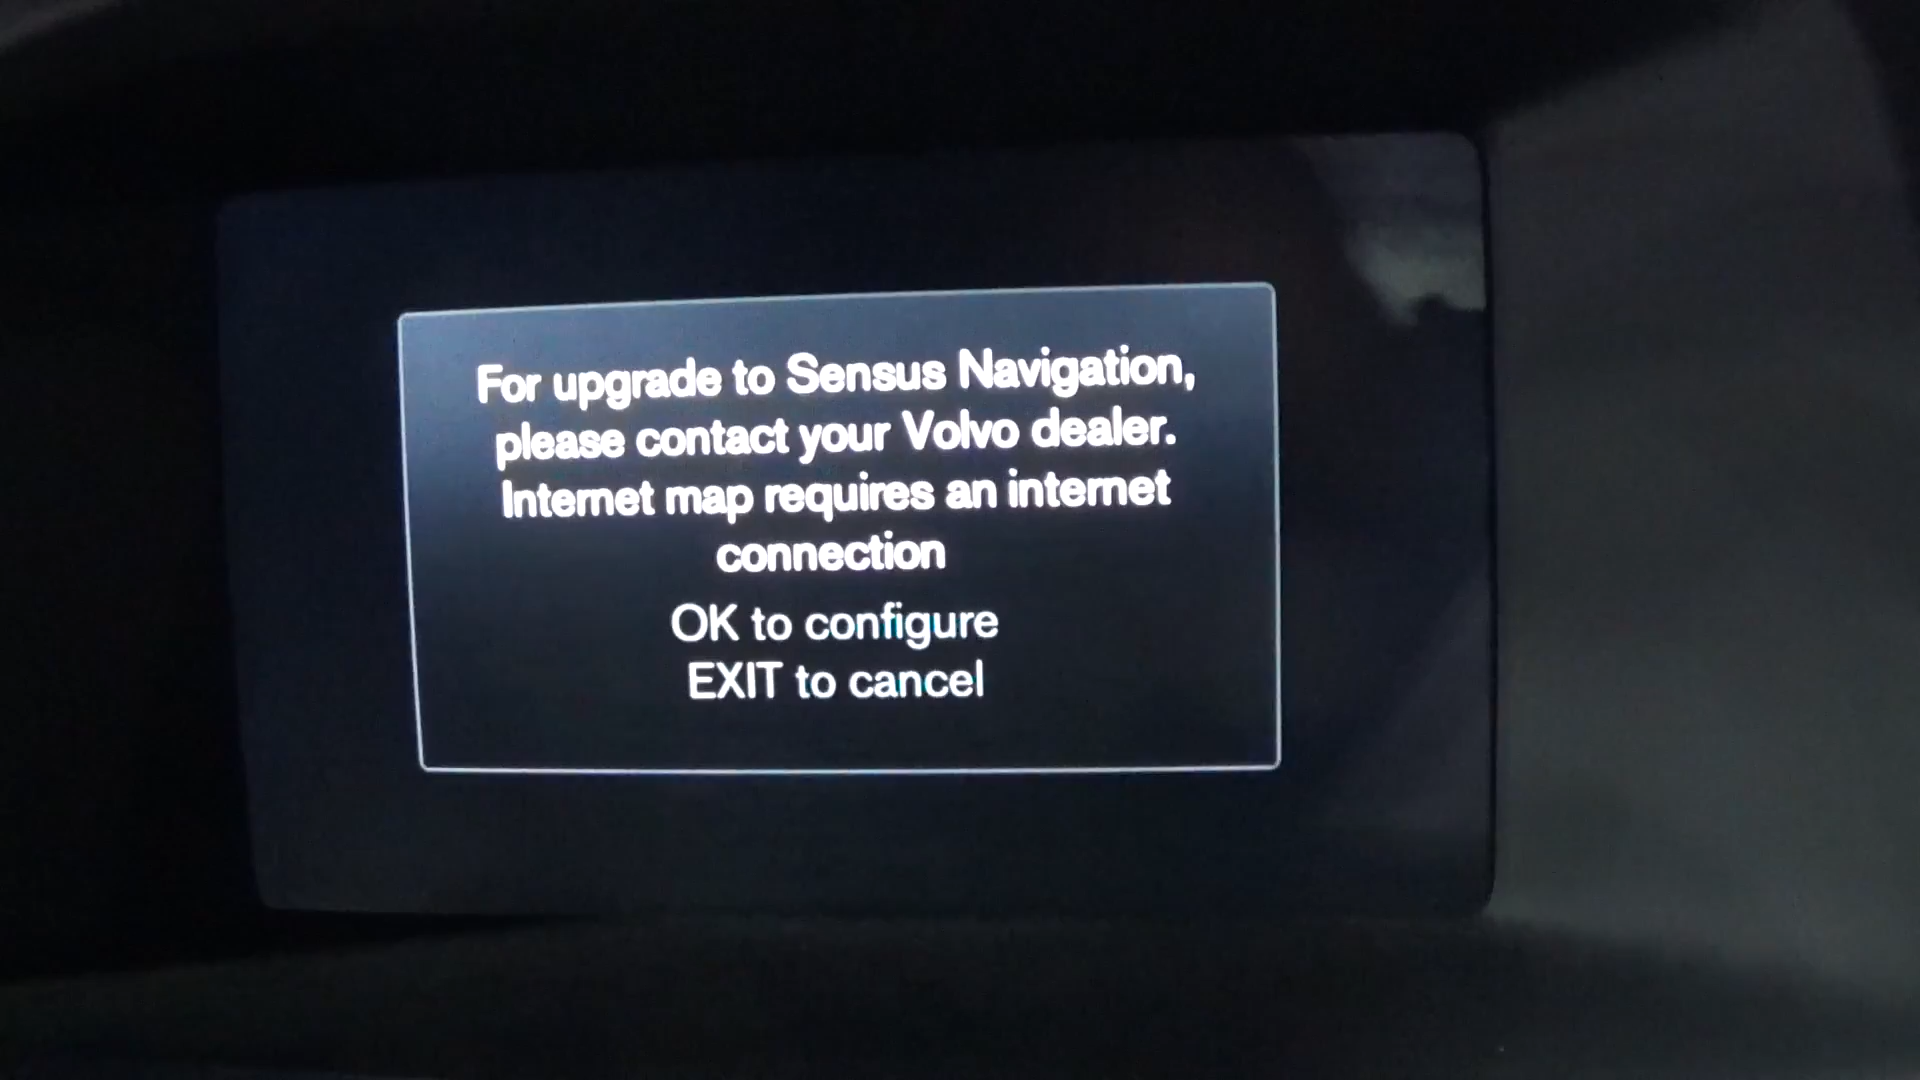 For upgrade to Sensus Navigation,
please contact your Volvo dealer.
Internet map requires an internet
connection
OK to configure
EXIT to cancel